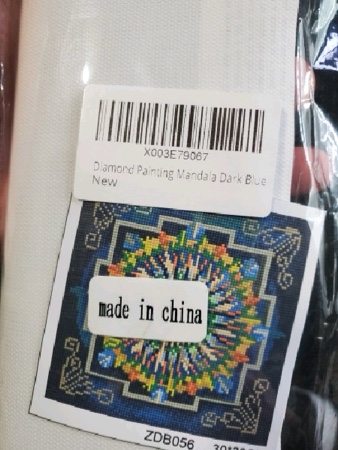 X003E79067
Diamond Painting Mandala Dark Blue
New
made in china
ZDB056